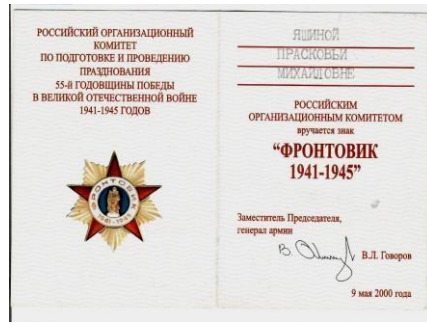 РОССИЙСКИЙ ОРГАНИЗАЦИОННЫЙ
КОМИТЕТ
ПО ПОДГОТОВКЕ И ПРОВЕДЕНИЮ
ПРАЗДНОВАНИЯ
55-й ГОДОВЩИНЫ ПОБЕДЫ
В ВЕЛИКОЙ ОТЕЧЕСТВЕННОЙ ВОЙНЕ
1941-1945 ГОДОВ
ФРОНТОВИК
1941-1945
ЯШИНОЙ
ПРАСКОВЬИ
МИХАЙЛОВНЕ
РОССИЙСКИМ
ОРГАНИЗАЦИОННЫМ КОМИТЕТОМ
вручается знак
“ФРОНТОВИК
1941-1945”
Заместитель Председателя,
генерал армии
В.Л. Говоров
9 мая 2000 года